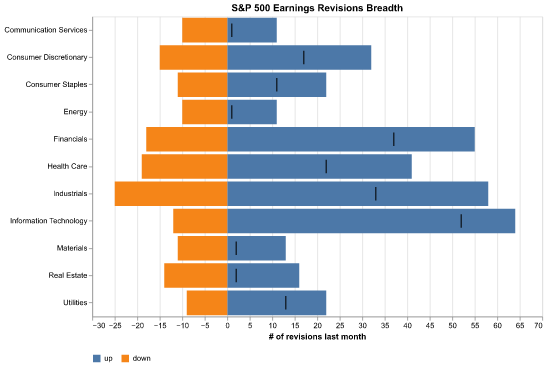 S&P 500 Earnings Revisions Breadth
Communication Services
Consumer Discretionary
Consumer Staples
Energy
Financials
Health Care
Industrials
Information Technology
Materials
Real Estate
Utilities
−30 −25 −20 −15 −10 −5 0 5 10 15 20 25 30 35 40 45 50 55 60 65 70
# of revisions last month
up down